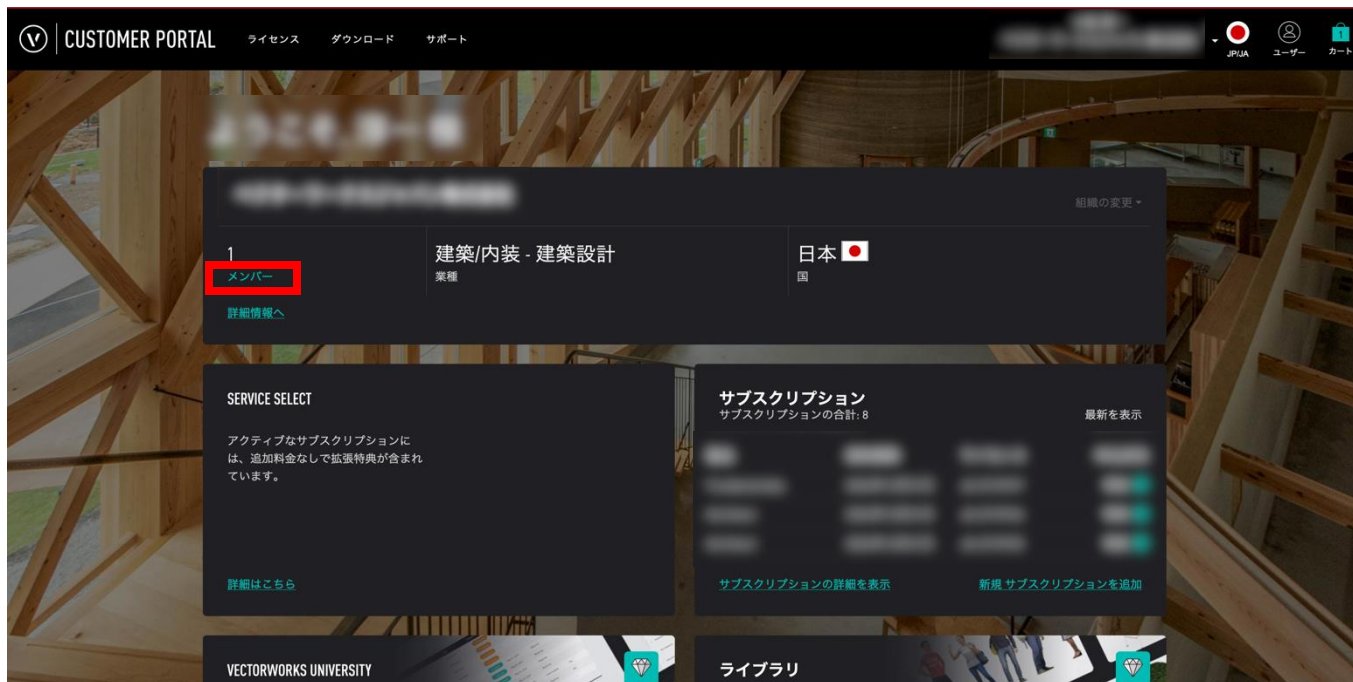 CUSTOMER PORTAL
ライセンス
ダウンロード
サポート
JP/JA
ユーザー
1
カート
組織の変更
1
メンバー
建築/内装 - 建築設計
業種
日本
国
詳細情報へ
SERVICE SELECT
アクティブなサブスクリプションに
は、追加料金なしで拡張特典が含まれ
ています。
詳細はこちら
サブスクリプション
サブスクリプションの合計: 8
最新を表示
サブスクリプションの詳細を表示
新規 サブスクリプションを追加
VECTORWORKS UNIVERSITY
ライブラリ